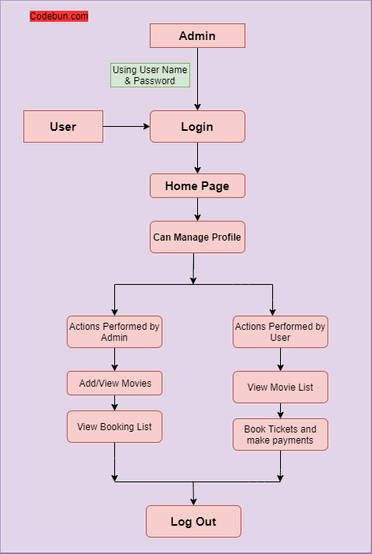 Codebun.com
Admin
Using User Name
& Password
User
Login
Home Page
Can Manage Profile
Actions Performed by
Admin
Actions Performed by
User
Add/View Movies
View Movie List
View Booking List
Book Tickets and
make payments
Log Out